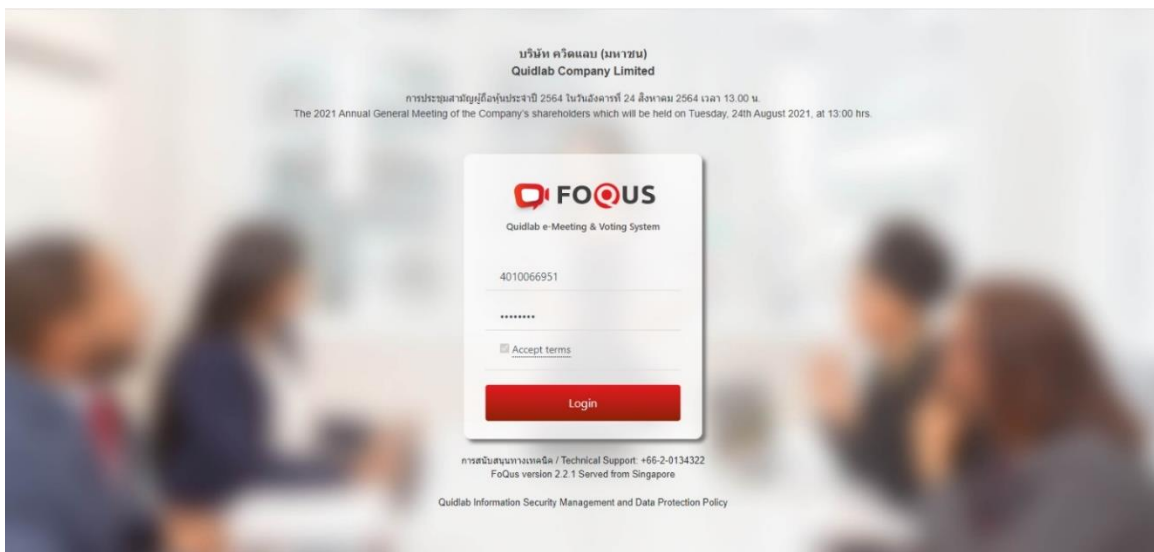 บริษัท ควิดแลบ (มหาชน)
Quidlab Company Limited
การประชุมสามัญผู้ถือหุ้นประจำปี 2564 ในวันอังคารที่ 24 สิงหาคม 2564 เวลา 13.00 น.
The 2021 Annual General Meeting of the Company's shareholders which will be held on Tuesday, 24th August 2021, at 13:00 hrs.
FOQUS
Quidlab e-Meeting & Voting System
4010066951
••••••••
Accept terms
Login
การสนับสนุนทางเทคนิค / Technical Support: +66-2-0134322
FoQus version 2.2.1 Served from Singapore
Quidlab Information Security Management and Data Protection Policy